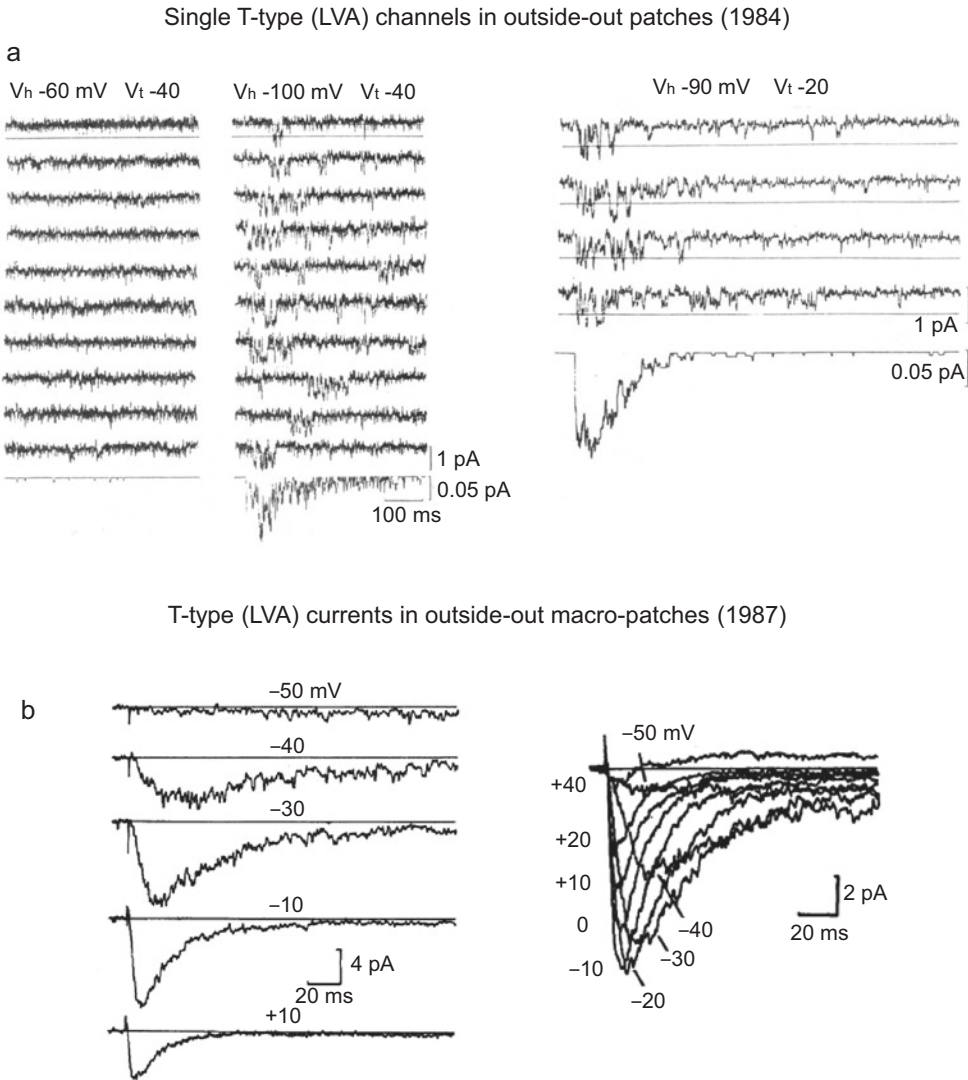 Single T-type (LVA) channels in outside-out patches (1984)
a
Vh -60 mV Vt -40
Vh -100 mV Vt -40
Vh -90 mV Vt -20
1 pA
0.05 pA
1 pA
0.05 pA
100 ms
T-type (LVA) currents in outside-out macro-patches (1987)
b
−50 mV
−40
−30
−10
4 pA
20 ms
+10
−50 mV
+40
+20
+10
0
−10
−40
−30
−20
2 pA
20 ms